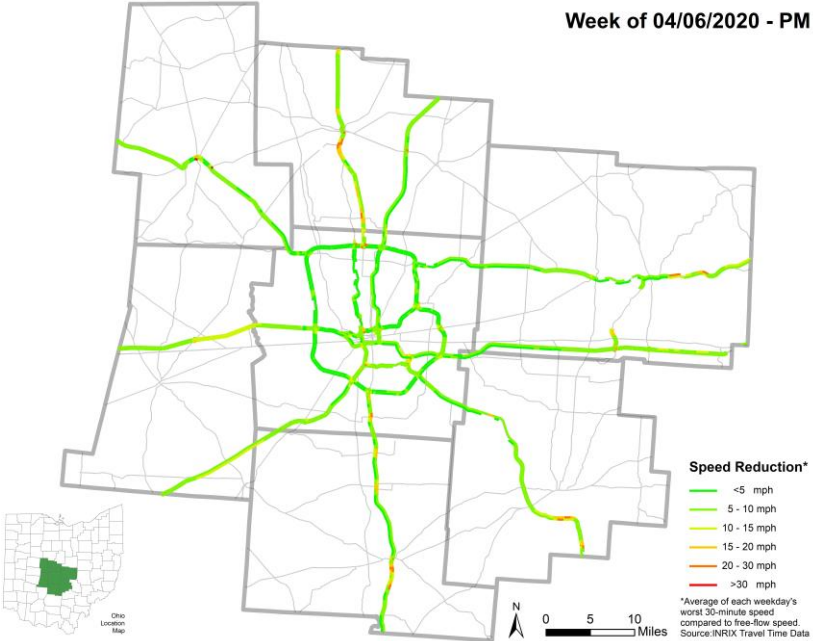 Week of 04/06/2020 - PM
Speed Reduction*
<5 mph
5 - 10 mph
10 - 15 mph
15 - 20 mph
20 - 30 mph
>30 mph
*Average of each weekday's
worst 30-minute speed
compared to free-flow speed.
Source:INRIX Travel Time Data
N
0 5 10
Miles
Ohio
Location
Map